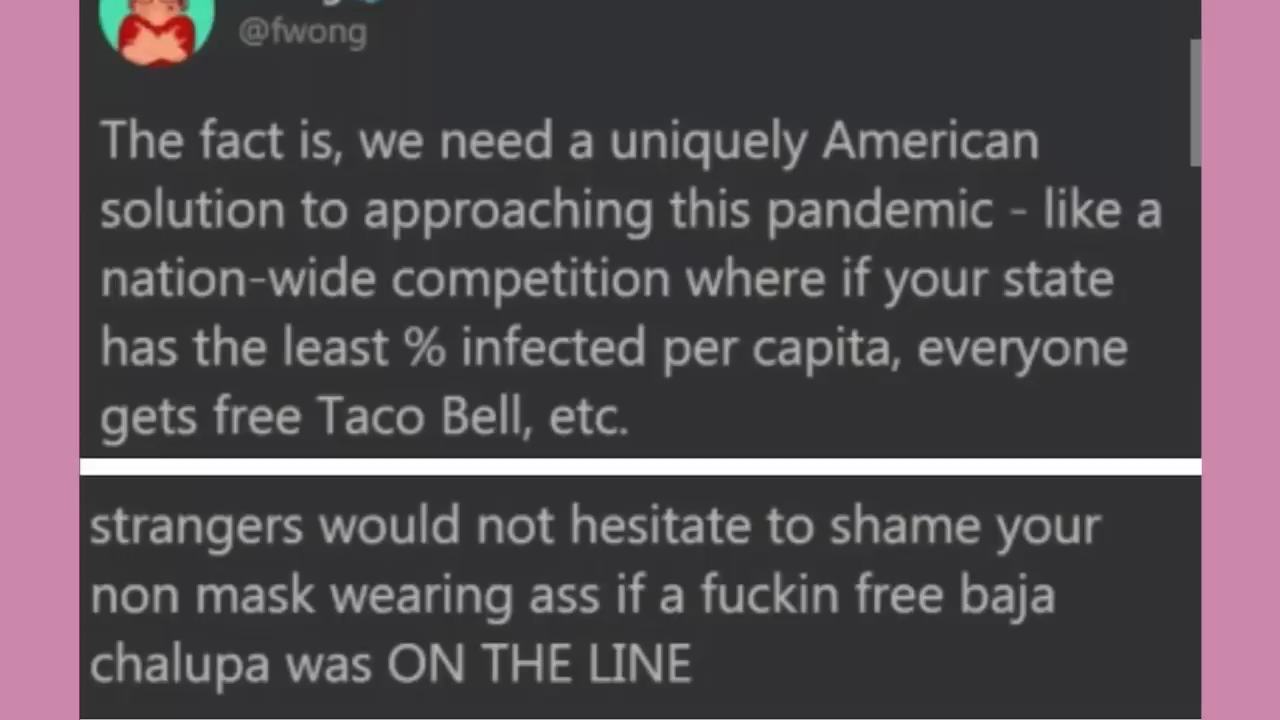 @fwong
The fact is, we need a uniquely American
solution to approaching this pandemic - like a
nation-wide competition where if your state
has the least % infected per capita, everyone
gets free Taco Bell, etc.
strangers would not hesitate to shame your
non mask wearing ass if a fuckin free baja
chalupa was ON THE LINE